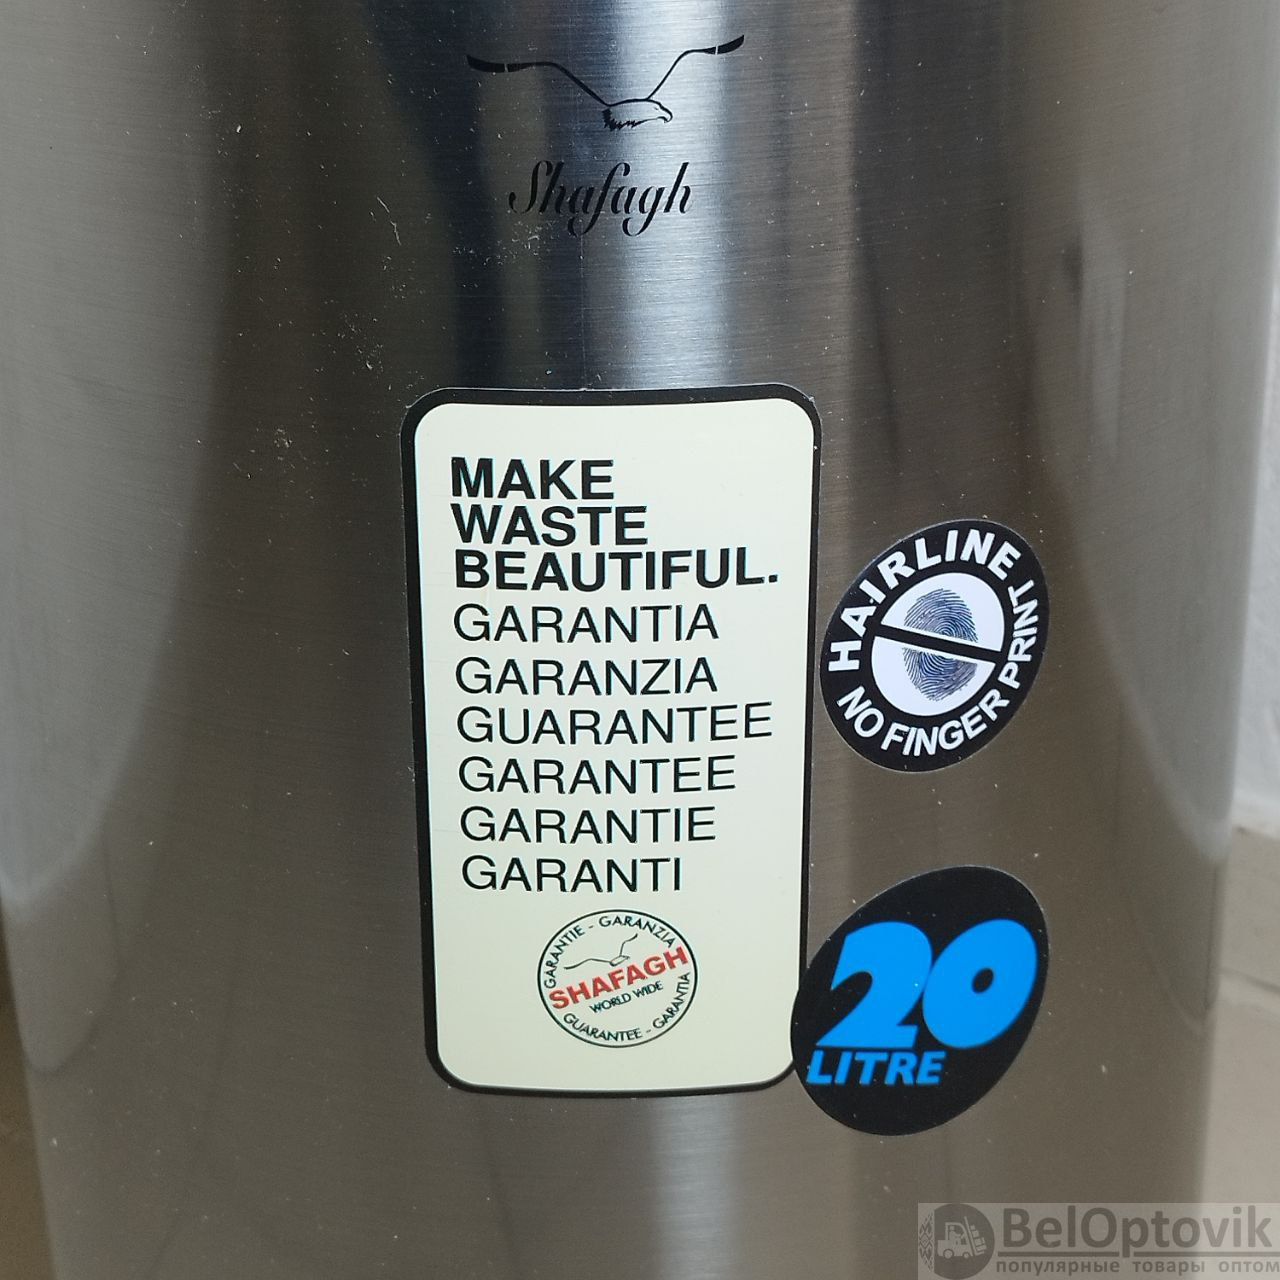 Shafagh
MAKE
WASTE
BEAUTIFUL.
GARANTIA
GARANZIA
GUARANTEE
GARANTEE
GARANTIE
GARANTI
GARANTIE - GARANZIA
SHAFAGH
WORLD WIDE
GUARANTEE - GARANTIA
HAIRLINE
NO FINGER PRINT
20
LITRE
BelOptovik
популярные товары оптом